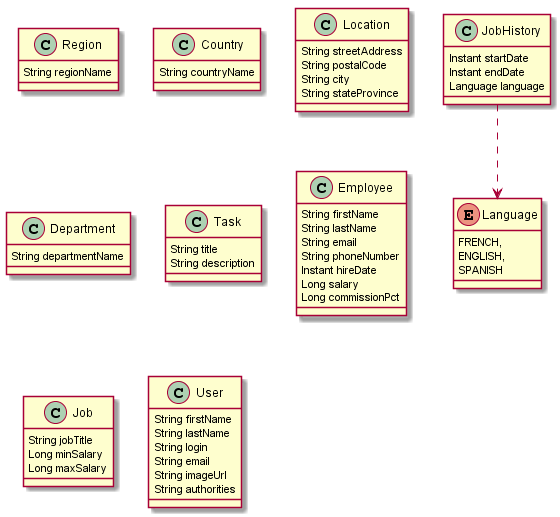 C Region
String regionName
C Country
String countryName
C Location
String streetAddress
String postalCode
String city
String stateProvince
C JobHistory
Instant startDate
Instant endDate
Language language
C Department
String departmentName
C Task
String title
String description
C Employee
String firstName
String lastName
String email
String phoneNumber
Instant hireDate
Long salary
Long commissionPct
E Language
FRENCH,
ENGLISH,
SPANISH
C Job
String jobTitle
Long minSalary
Long maxSalary
C User
String firstName
String lastName
String login
String email
String imageUrl
String authorities